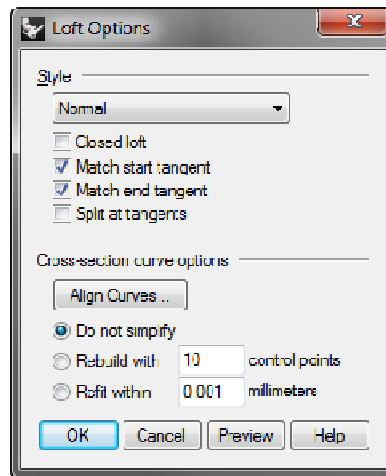 Loft Options
Style
Normal
Closed loft
Match start tangent
Match end tangent
Split at tangents
Cross-section curve options
Align Curves...
Do not simplify
Rebuild with 10 control points
Refit within 0.001 millimeters
OK Cancel Preview Help